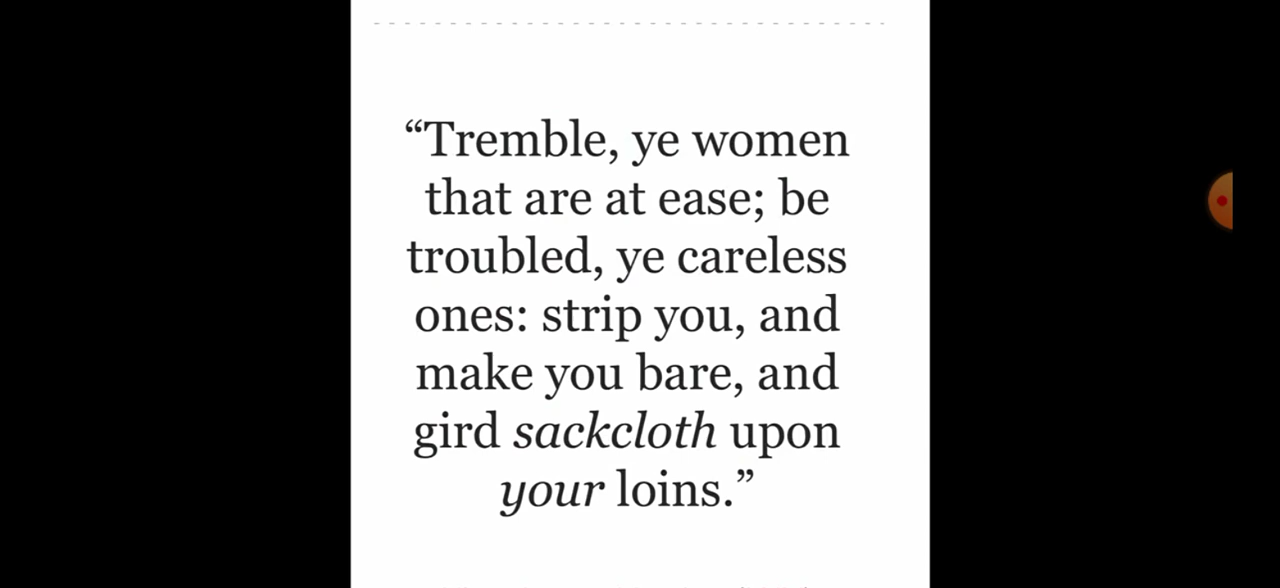 “Tremble, ye women
that are at ease; be
troubled, ye careless
ones: strip you, and
make you bare, and
gird sackcloth upon
your loins.”